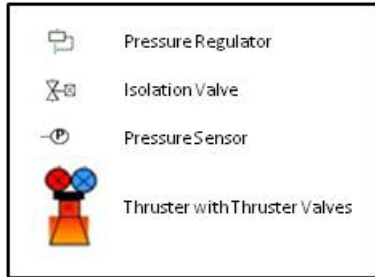 Pressure Regulator
Isolation Valve
P Pressure Sensor
Thruster with Thruster Valves